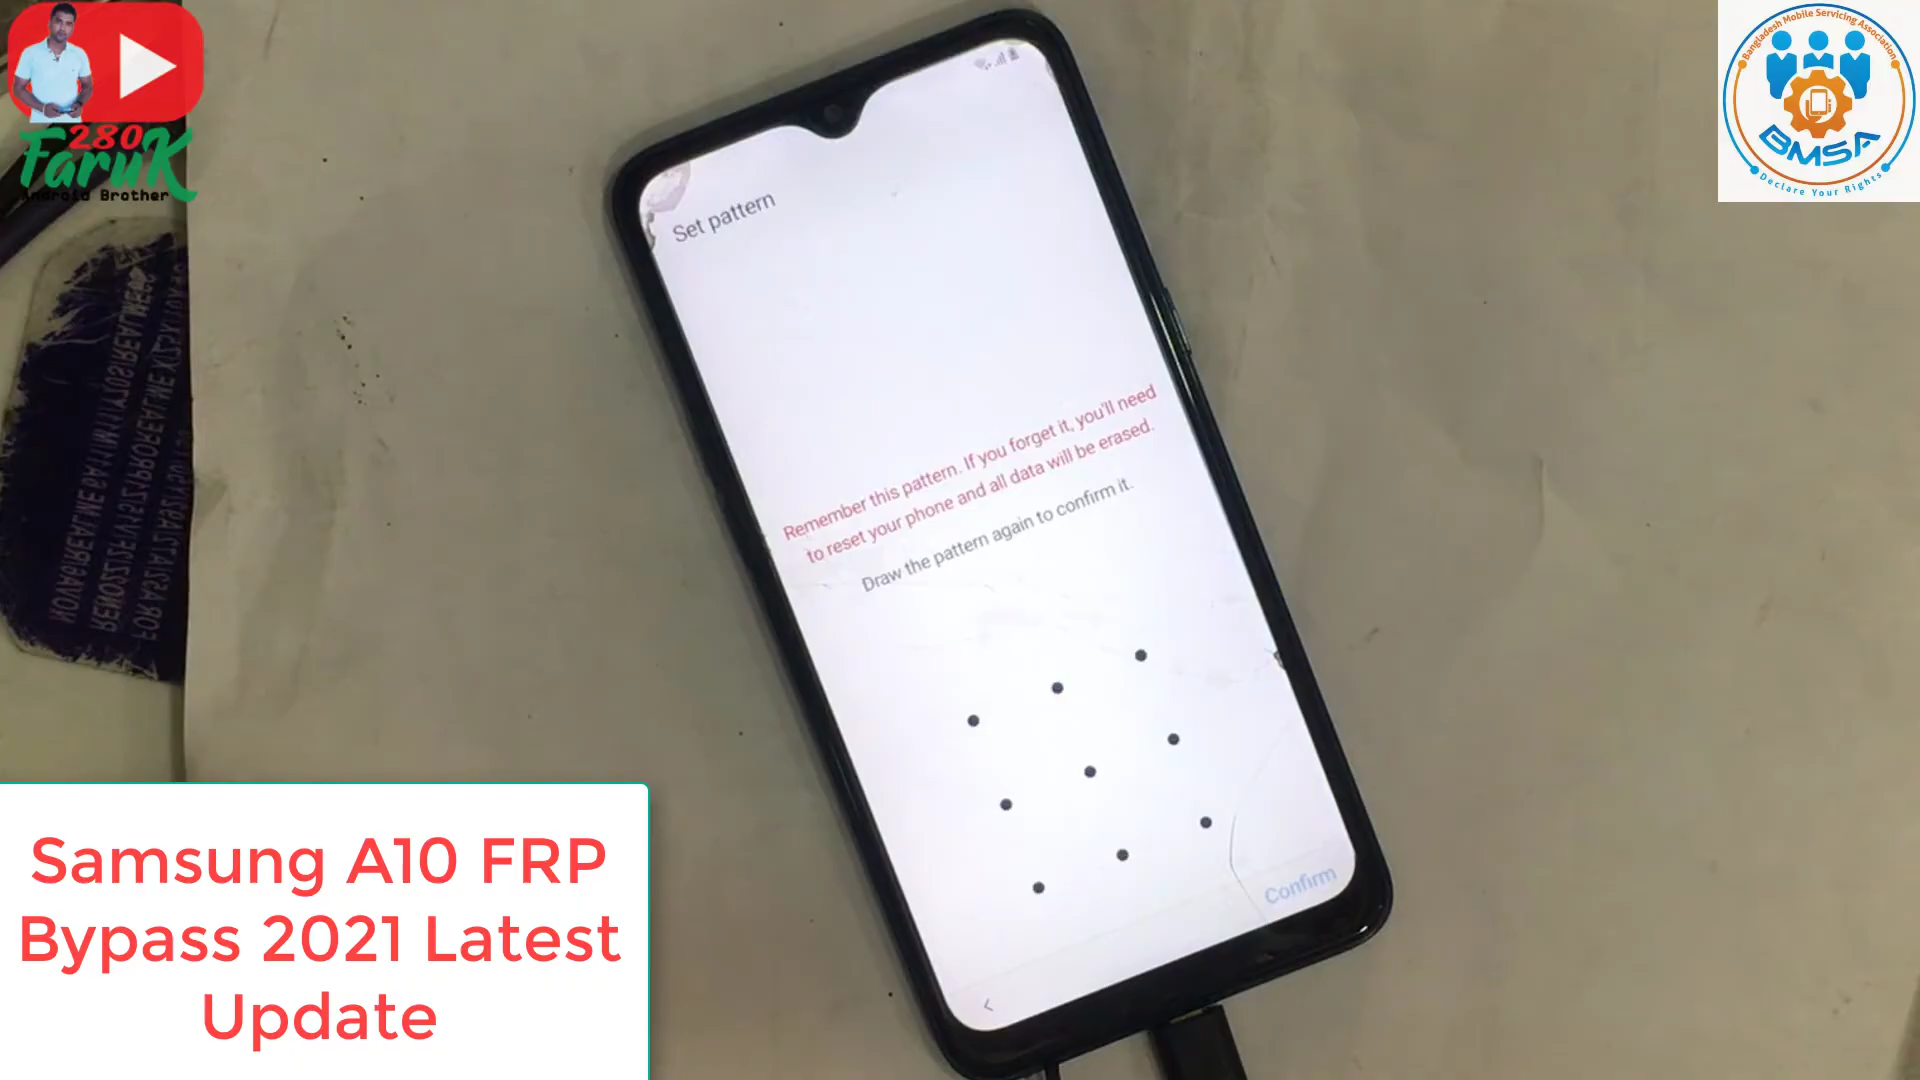 280
FaruK
Android Brother
Bangladesh Mobile Servicing Association
BMSA
Declare Your Rights
Set pattern
Remember this pattern. If you forget it, you'll need
to reset your phone and all data will be erased.
Draw the pattern again to confirm it.
Confirm
Samsung A10 FRP
Bypass 2021 Latest
Update